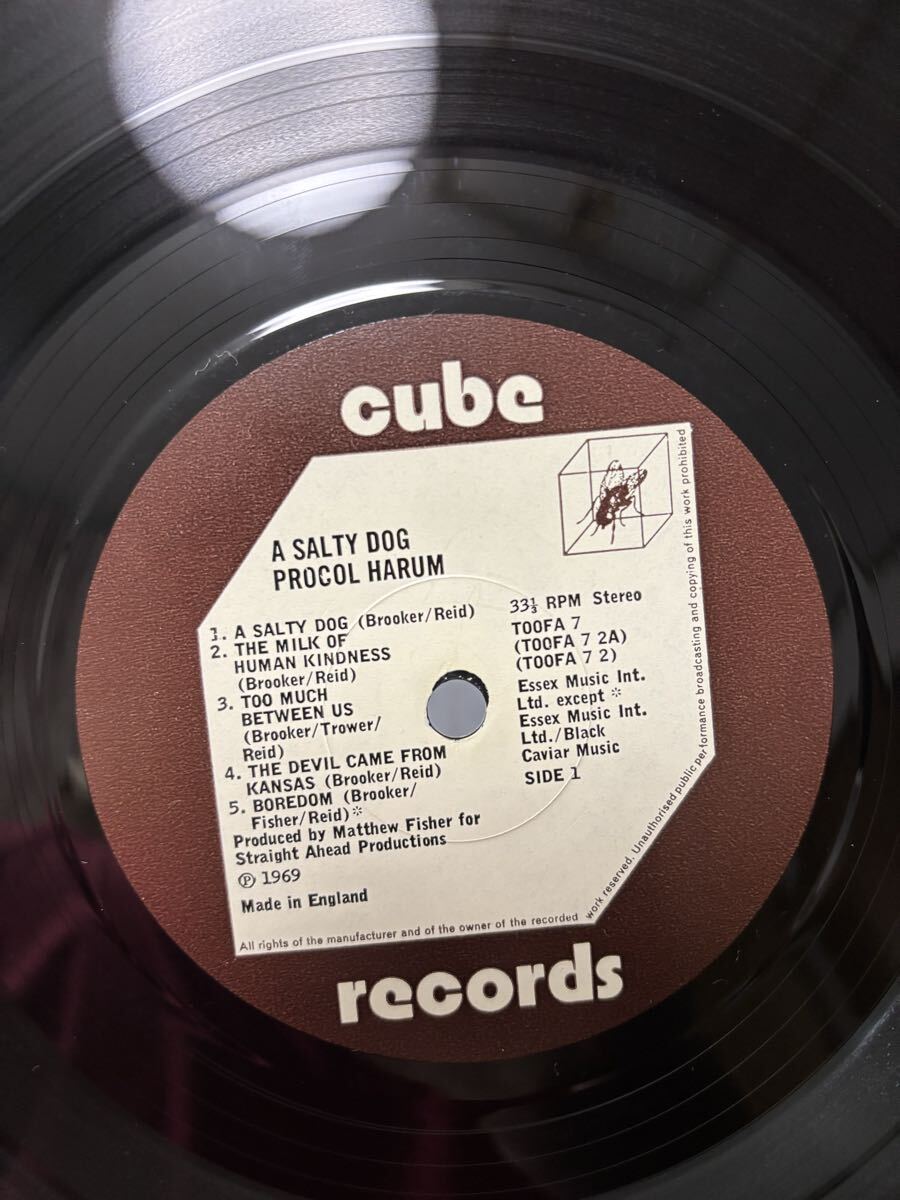 cube
A SALTY DOG
PROCOL HARUM
1. A SALTY DOG (Brooker/Reid)
2. THE MILK OF
HUMAN KINDNESS
(Brooker/Reid)
3. TOO MUCH
BETWEEN US
(Brooker/Trower/
Reid)
4. THE DEVIL CAME FROM
KANSAS (Brooker/Reid)
5. BOREDOM (Brooker/
Fisher/Reid)*
Produced by Matthew Fisher for
Straight Ahead Productions
℗ 1969
Made in England
33⅓ RPM Stereo
TOOFA 7
(TOOFA 7 2A)
(TOOFA 7 2)
Essex Music Int.
Ltd. except *
Essex Music Int.
Ltd./Black
Caviar Music
SIDE 1
All rights of the manufacturer and of the owner of the recorded
work reserved. Unauthorised public performance broadcasting and copying of this work prohibited
records